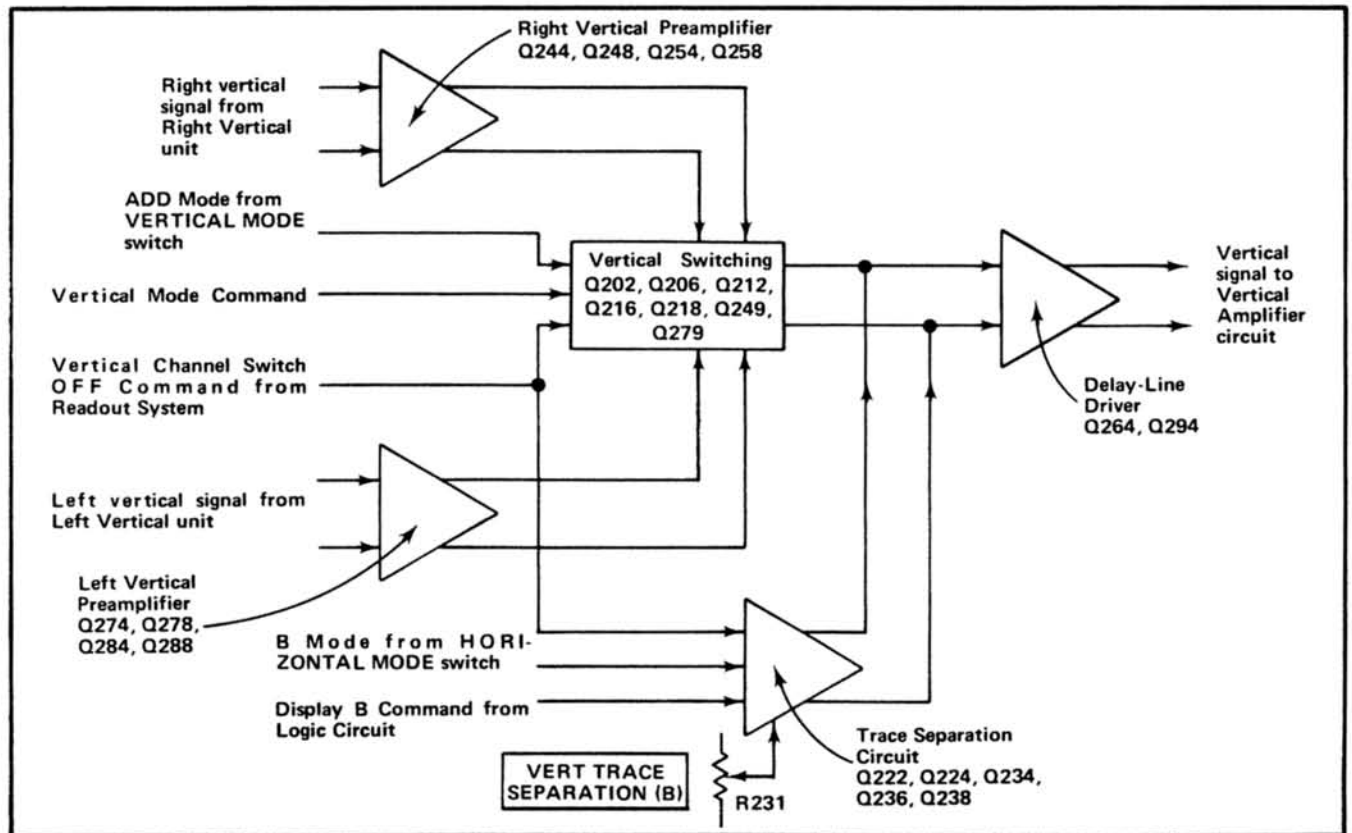 Right Vertical Preamplifier
Q244, Q248, Q254, Q258
Right vertical
signal from
Right Vertical
unit
ADD Mode from
VERTICAL MODE
switch
Vertical Mode Command
Vertical Channel Switch
OFF Command from
Readout System
Vertical Switching
Q202, Q206, Q212,
Q216, Q218, Q249,
Q279
Vertical
signal to
Vertical
Amplifier
circuit
Delay-Line
Driver
Q264, Q294
Left vertical signal from
Left Vertical unit
Left Vertical
Preamplifier
Q274, Q278,
Q284, Q288
B Mode from HORI-
ZONTAL MODE switch
Display B Command from
Logic Circuit
VERT TRACE
SEPARATION (B)
R231
Trace Separation
Circuit
Q222, Q224, Q234,
Q236, Q238